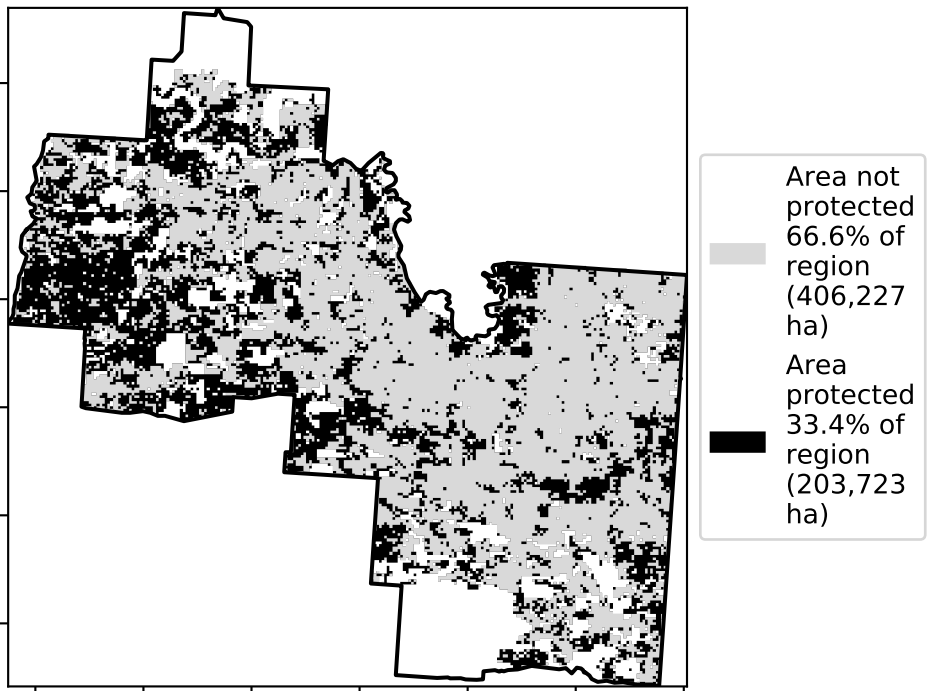 Area not
protected
66.6% of
region
(406,227
ha)
Area
protected
33.4% of
region
(203,723
ha)